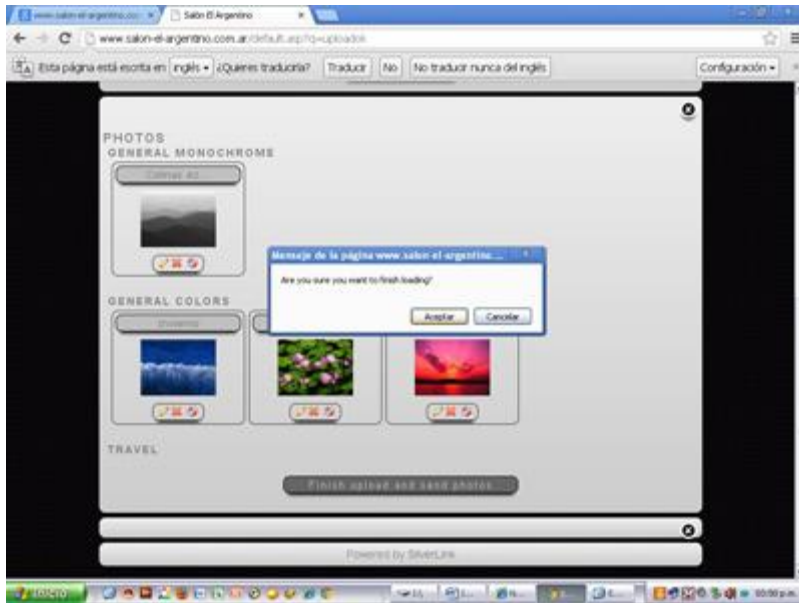 Salón El Argentino
www.salon-el-argentino.com.ar/default.asp?q=uploadok
Esta página está escrita en inglés ¿Quieres traducirla? Traducir No No traducir nunca del inglés Configuración
PHOTOS
GENERAL MONOCHROME
Mensaje de la página www.salon-el-argentino....
Are you sure you want to finish loading?
Aceptar Cancelar
GENERAL COLORS
TRAVEL
Finish upload and send photos
Powered by SilverLink
Inicio